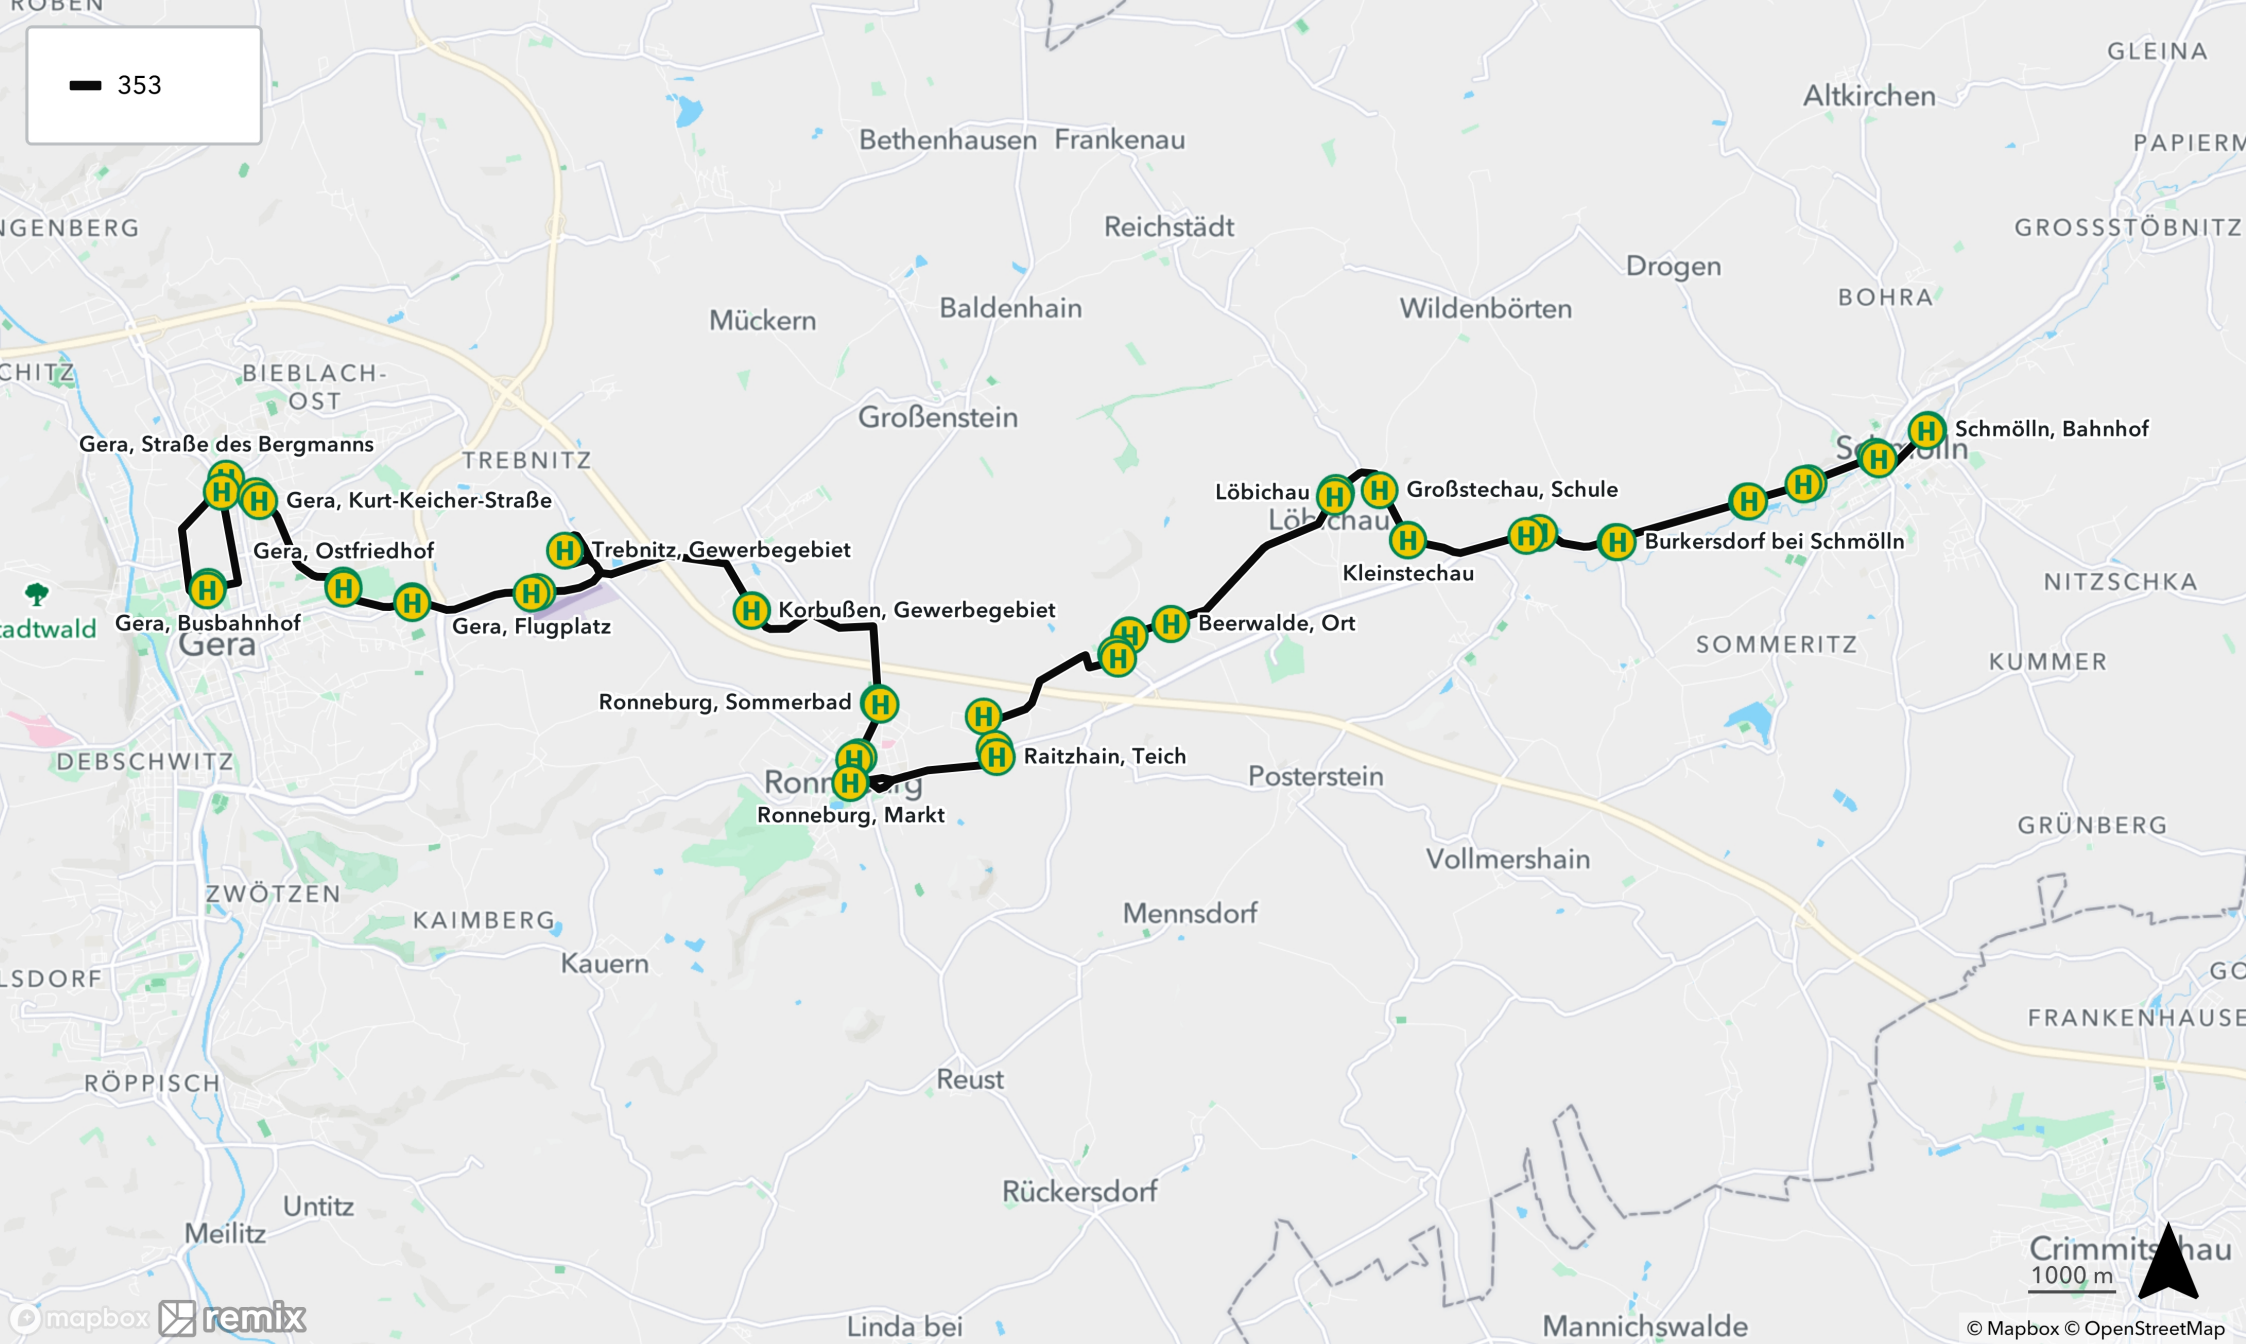 RÖBEN
353
GLEINA
Altkirchen
Bethenhausen
Frankenau
PAPIERM
NGENBERG
Reichstädt
GROSSSTÖBNITZ
Drogen
BOHRA
Mückern
Baldenhain
Wildenbörten
CHITZ
BIEBLACH-
OST
Großenstein
Gera, Straße des Bergmanns
TREBNITZ
Schmölln, Bahnhof
Gera, Kurt-Keicher-Straße
Löbichau
Großstechau, Schule
Löbichau
Gera, Ostfriedhof
Trebnitz, Gewerbegebiet
Burkersdorf bei Schmölln
Kleinstechau
NITZSCHKA
Korbußen, Gewerbegebiet
Gera, Busbahnhof
Gera, Flugplatz
Beerwalde, Ort
tadtwald
Gera
SOMMERITZ
KUMMER
Ronneburg, Sommerbad
DEBSCHWITZ
Raitzhain, Teich
Posterstein
Ronneburg, Markt
GRÜNBERG
Vollmershain
ZWÖTZEN
KAIMBERG
Mennsdorf
Kauern
LSDORF
GO
FRANKENHAUSE
RÖPPISCH
Reust
Rückersdorf
Untitz
Meilitz
Crimmitschau
1000 m
mapbox
remix
Linda bei
Mannichswalde
© Mapbox © OpenStreetMap